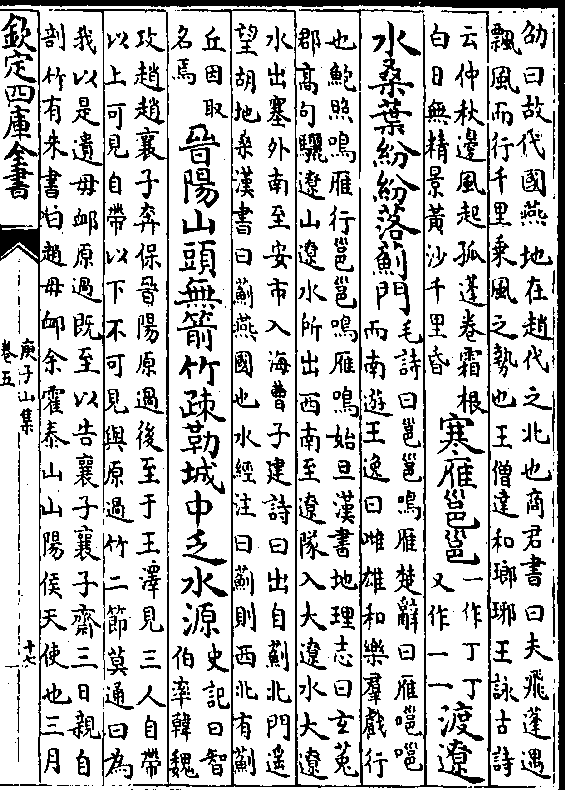 劭曰故代國燕地在趙代之北也商君書曰夫飛蓬遇
飄風而行千里乗風之勢也王僧達和瑯琊王詠古詩
云仲秋邊風起孤蓬卷霜根
白日無精景黃沙千里昏
寒雁邕邕
一作丁丁
又作一一
渡遼
水桑葉紛紛落薊門
毛詩曰邕邕鳴雁楚辭曰雁嗈嗈
而南遊王逸曰雌雄和樂羣戲行
也鮑照鳴雁行邕邕鳴雁鳴始旦漢書地理志曰玄菟
郡高句驪遼山遼水所出西南至遼隊入大遼水大遼
水出塞外南至安市入海曹子建詩曰出自薊北門遥
望胡地桑漢書曰薊燕國也水經注曰薊則西北有薊
丘因取
名焉
晉陽山頭無箭竹疎勒城中乏水源
史記曰智
伯率韓魏
攻趙趙襄子奔保晉陽原過後至于王澤見三人自帶
以上可見自帶以下不可見與原過竹二節莫通曰為
我以是遺毋䘏原過既至以告襄子襄子齋三日親自
剖竹有朱書曰趙毋䘏余霍泰山山陽侯天使也三月
欽定四庫全書
庾子山集
卷五
十七